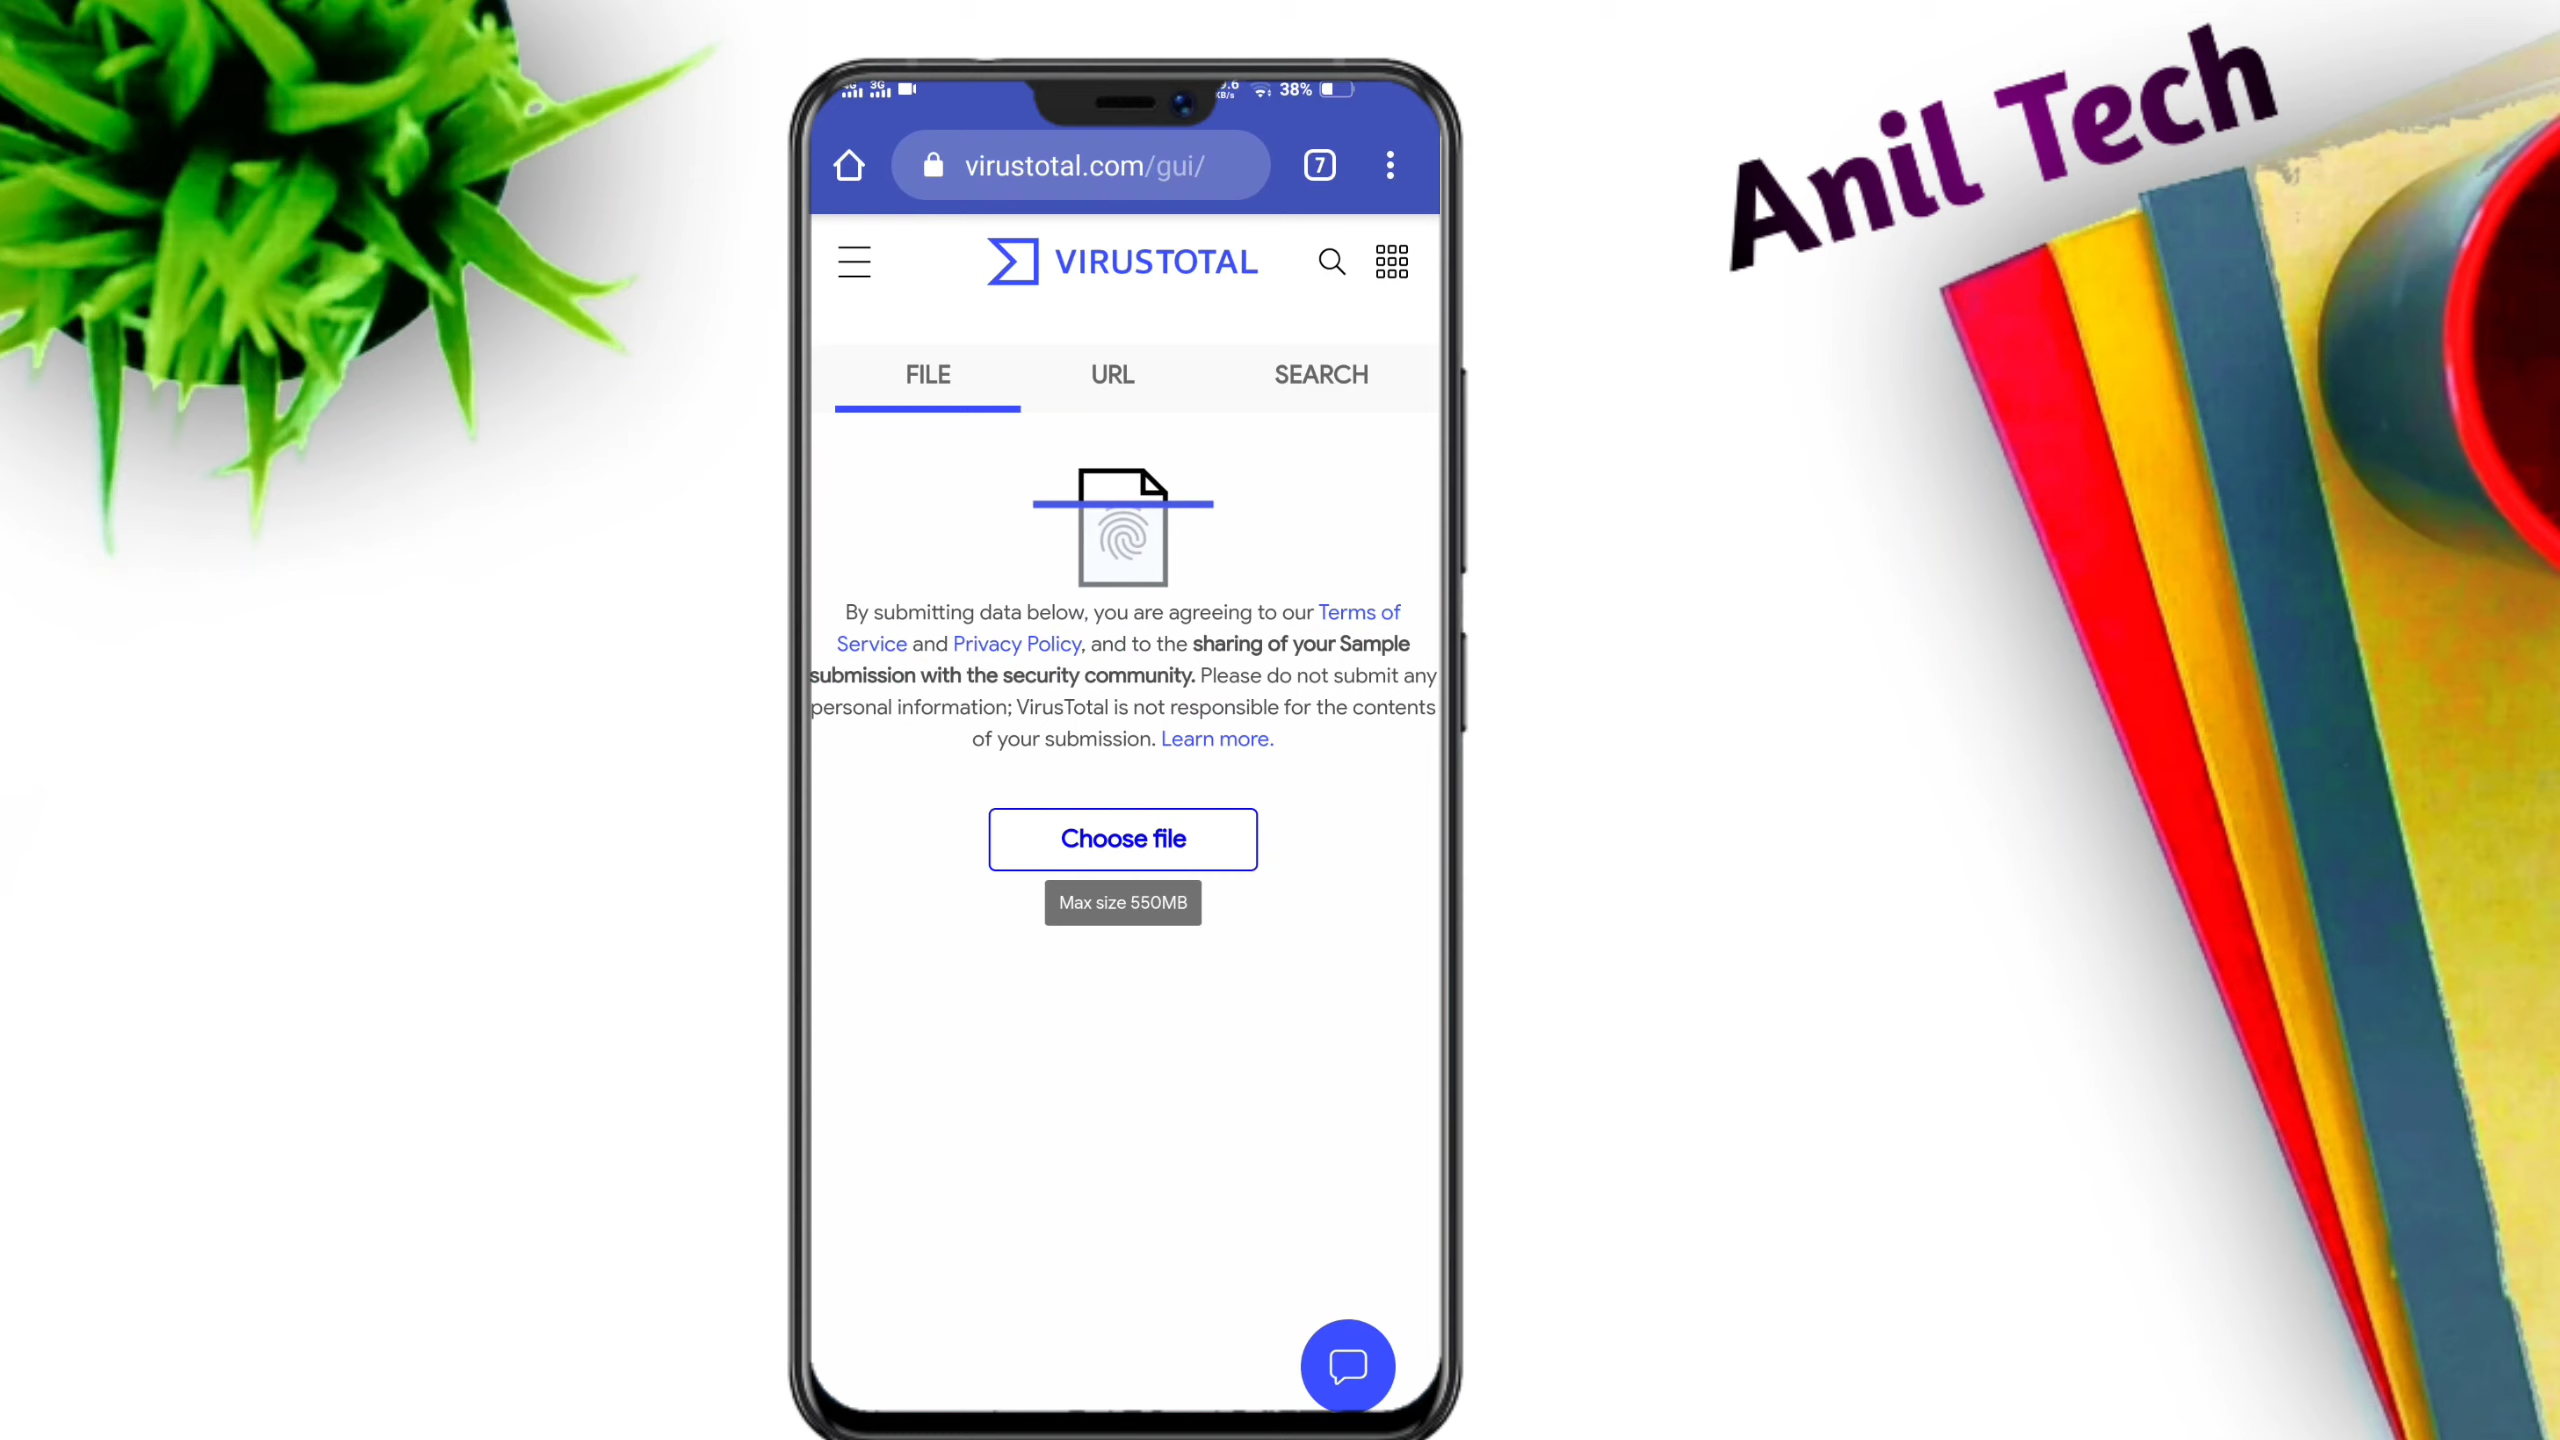 3G
38%
Anil Tech
virustotal.com/gui/
7
VIRUSTOTAL
FILE
URL
SEARCH
By submitting data below, you are agreeing to our Terms of
Service and Privacy Policy, and to the sharing of your Sample
submission with the security community. Please do not submit any
personal information; VirusTotal is not responsible for the contents
of your submission. Learn more.
Choose file
Max size 550MB